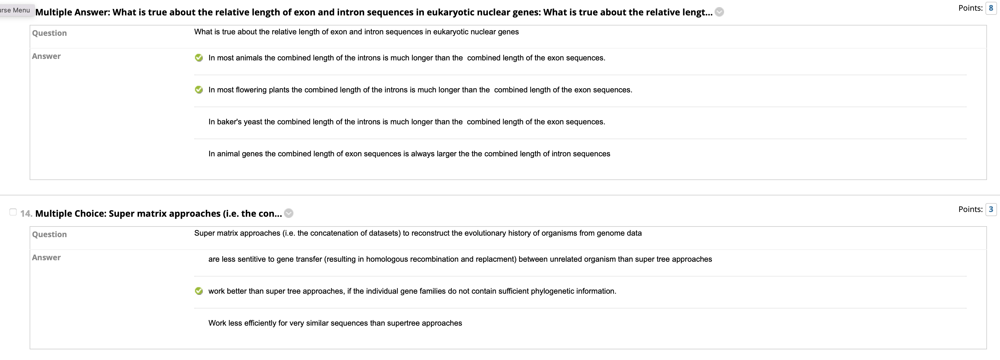 urse Menu
Multiple Answer: What is true about the relative length of exon and intron sequences in eukaryotic nuclear genes: What is true about the relative lengt...
Points: 8
Question
What is true about the relative length of exon and intron sequences in eukaryotic nuclear genes
Answer
In most animals the combined length of the introns is much longer than the  combined length of the exon sequences.
In most flowering plants the combined length of the introns is much longer than the  combined length of the exon sequences.
In baker's yeast the combined length of the introns is much longer than the  combined length of the exon sequences.
In animal genes the combined length of exon sequences is always larger the the combined length of intron sequences
14. Multiple Choice: Super matrix approaches (i.e. the con...
Points: 3
Question
Super matrix approaches (i.e. the concatenation of datasets) to reconstruct the evolutionary history of organisms from genome data
Answer
are less sentitive to gene transfer (resulting in homologous recombination and replacment) between unrelated organism than super tree approaches
work better than super tree approaches, if the individual gene families do not contain sufficient phylogenetic information.
Work less efficiently for very similar sequences than supertree approaches